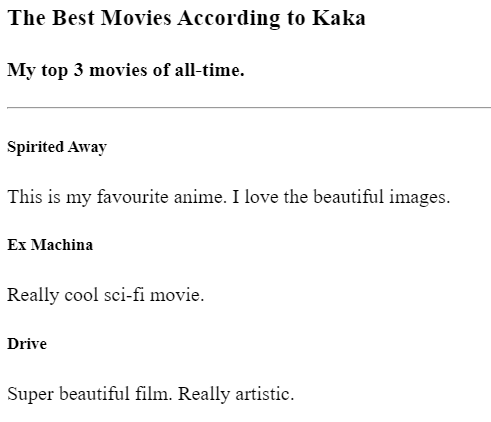 The Best Movies According to Kaka
My top 3 movies of all-time.
Spirited Away
This is my favourite anime. I love the beautiful images.
Ex Machina
Really cool sci-fi movie.
Drive
Super beautiful film. Really artistic.